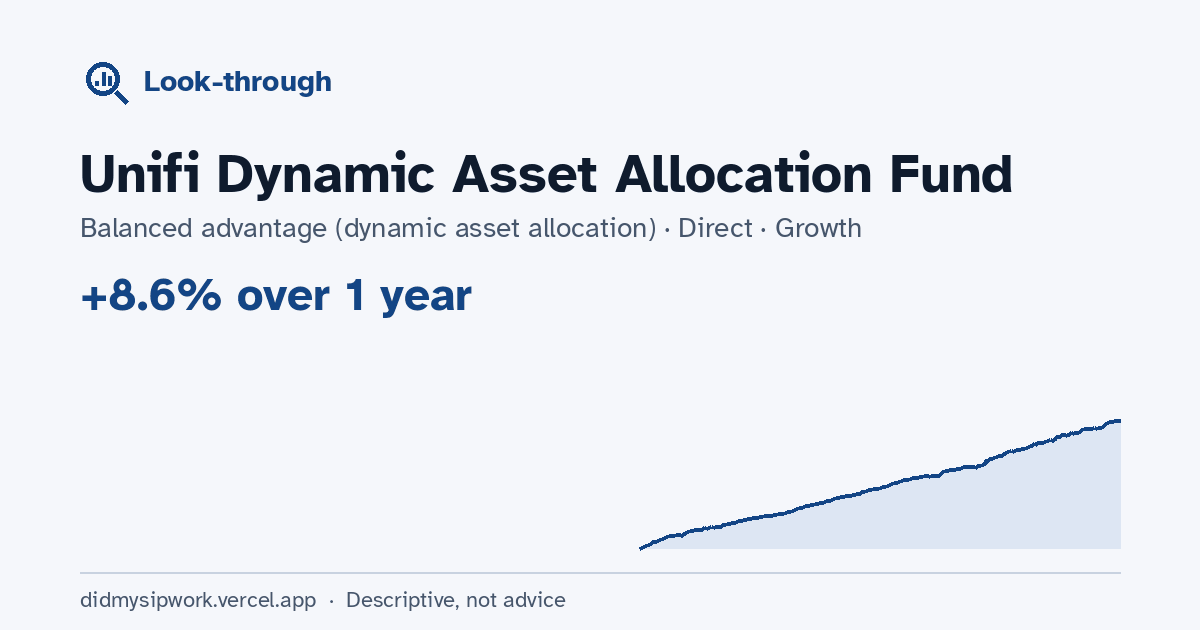 Look-through
Unifi Dynamic Asset Allocation Fund
Balanced advantage (dynamic asset allocation) · Direct · Growth
+8.6% over 1 year
didmysipwork.vercel.app · Descriptive, not advice